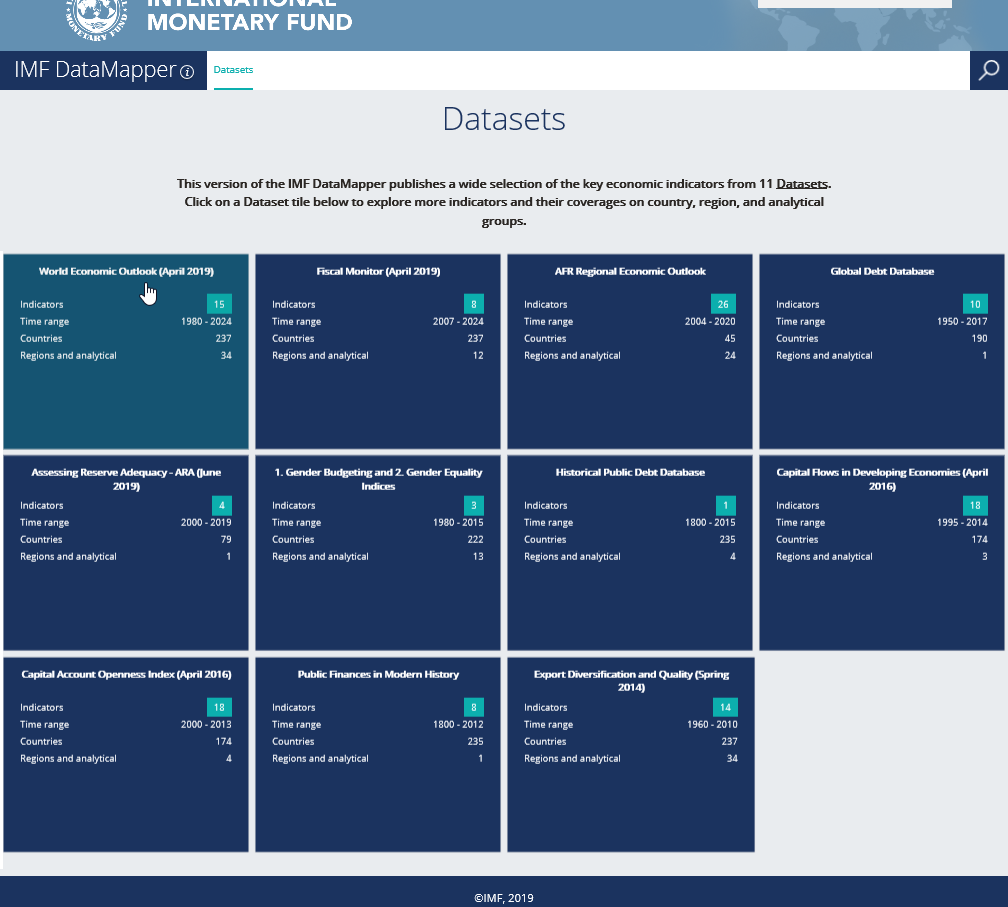 INTERNATIONAL
MONETARY FUND
MONETARY FUND
IMF DataMapper
Datasets
Datasets
This version of the IMF DataMapper publishes a wide selection of the key economic indicators from 11 Datasets.
Click on a Dataset tile below to explore more indicators and their coverages on country, region, and analytical
groups.
World Economic Outlook (April 2019)
Indicators 15
Time range 1980 - 2024
Countries 237
Regions and analytical 34
Fiscal Monitor (April 2019)
Indicators 8
Time range 2007 - 2024
Countries 237
Regions and analytical 12
AFR Regional Economic Outlook
Indicators 26
Time range 2004 - 2020
Countries 45
Regions and analytical 24
Global Debt Database
Indicators 10
Time range 1950 - 2017
Countries 190
Regions and analytical 1
Assessing Reserve Adequacy - ARA (June
2019)
Indicators 4
Time range 2000 - 2019
Countries 79
Regions and analytical 1
1. Gender Budgeting and 2. Gender Equality
Indices
Indicators 3
Time range 1980 - 2015
Countries 222
Regions and analytical 13
Historical Public Debt Database
Indicators 1
Time range 1800 - 2015
Countries 235
Regions and analytical 4
Capital Flows in Developing Economies (April
2016)
Indicators 18
Time range 1995 - 2014
Countries 174
Regions and analytical 3
Capital Account Openness Index (April 2016)
Indicators 18
Time range 2000 - 2013
Countries 174
Regions and analytical 4
Public Finances in Modern History
Indicators 8
Time range 1800 - 2012
Countries 235
Regions and analytical 1
Export Diversification and Quality (Spring
2014)
Indicators 14
Time range 1960 - 2010
Countries 237
Regions and analytical 34
©IMF, 2019